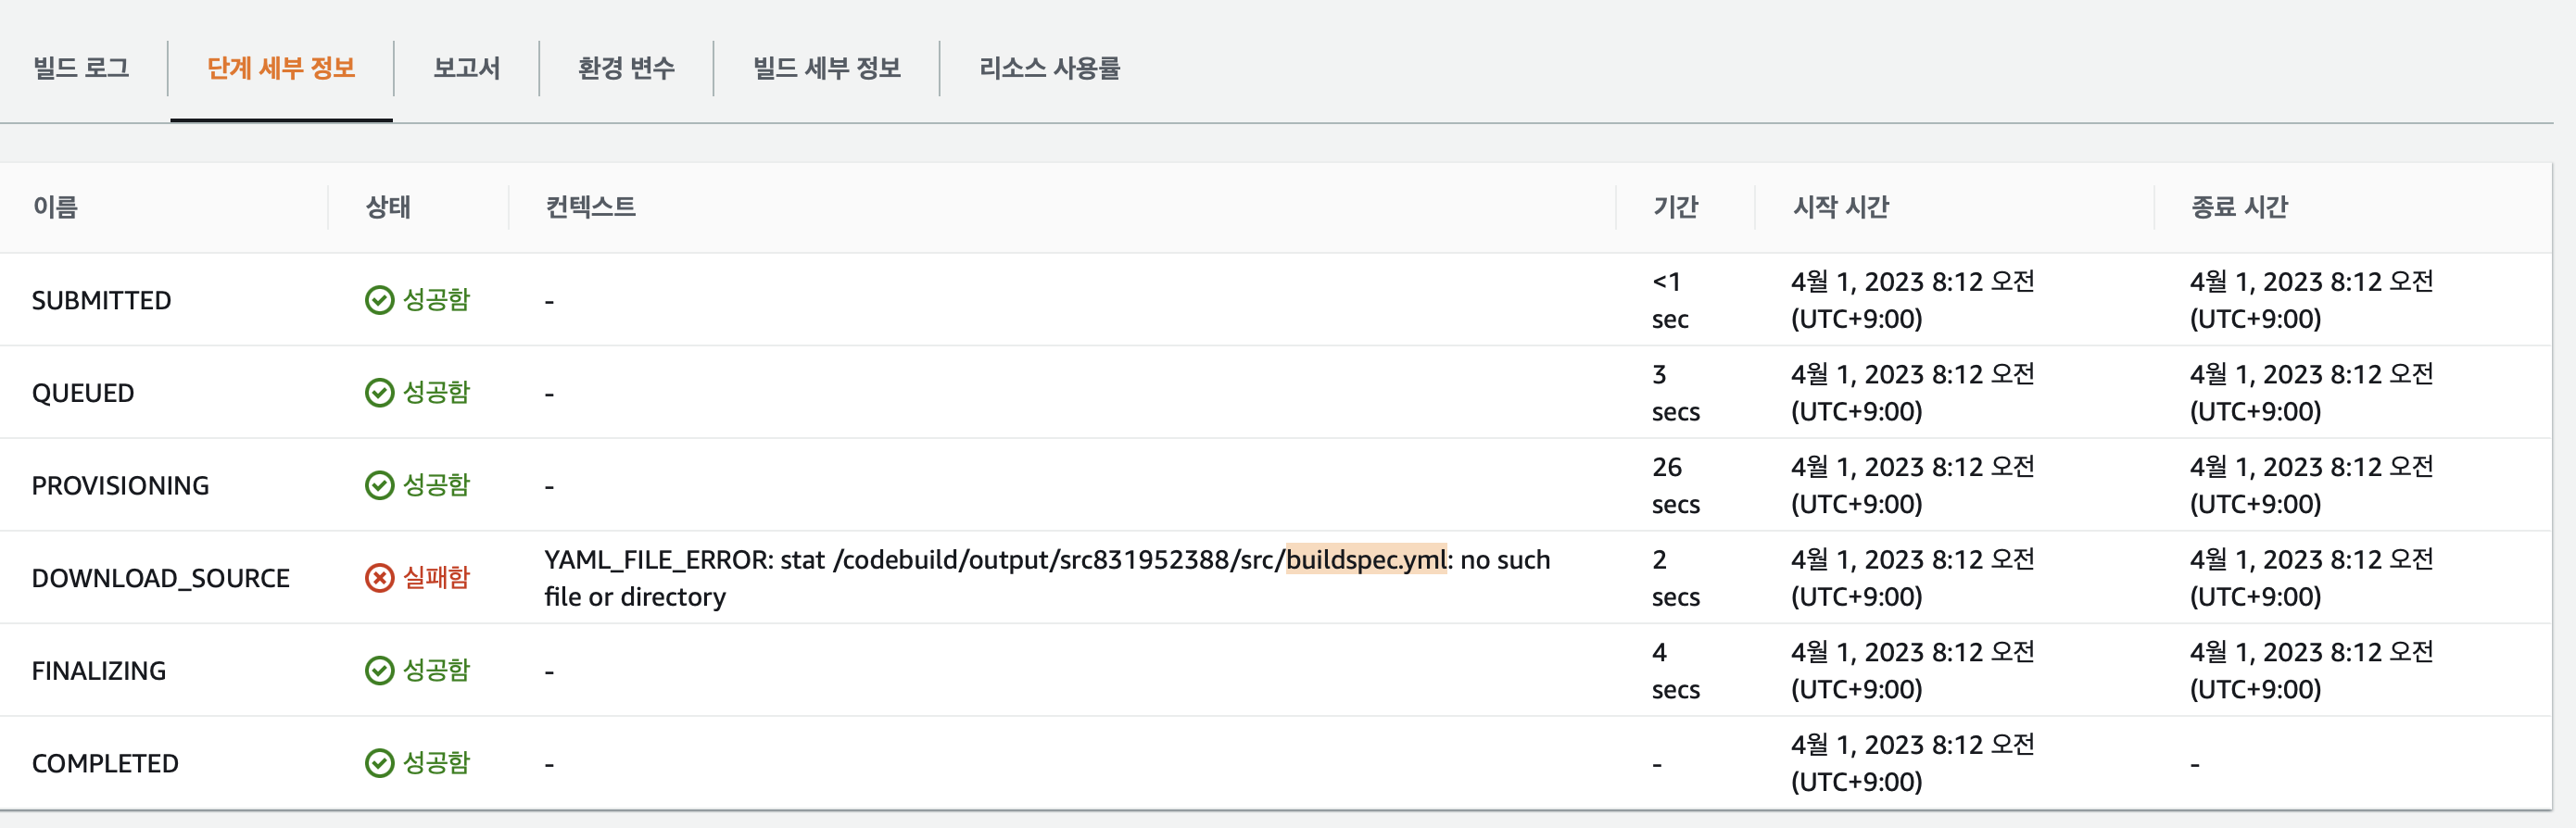 빌드 로그
단계 세부 정보
보고서
환경 변수
빌드 세부 정보
리소스 사용률
이름 상태 컨텍스트 기간 시작 시간 종료 시간
SUBMITTED 성공함 - <1 4월 1, 2023 8:12 오전 4월 1, 2023 8:12 오전
sec (UTC+9:00) (UTC+9:00)
QUEUED 성공함 - 3 4월 1, 2023 8:12 오전 4월 1, 2023 8:12 오전
secs (UTC+9:00) (UTC+9:00)
PROVISIONING 성공함 - 26 4월 1, 2023 8:12 오전 4월 1, 2023 8:12 오전
secs (UTC+9:00) (UTC+9:00)
DOWNLOAD_SOURCE 실패함 YAML_FILE_ERROR: stat /codebuild/output/src831952388/src/buildspec.yml: no such 2 4월 1, 2023 8:12 오전 4월 1, 2023 8:12 오전
file or directory secs (UTC+9:00) (UTC+9:00)
FINALIZING 성공함 - 4 4월 1, 2023 8:12 오전 4월 1, 2023 8:12 오전
secs (UTC+9:00) (UTC+9:00)
COMPLETED 성공함 - - 4월 1, 2023 8:12 오전 -
(UTC+9:00)